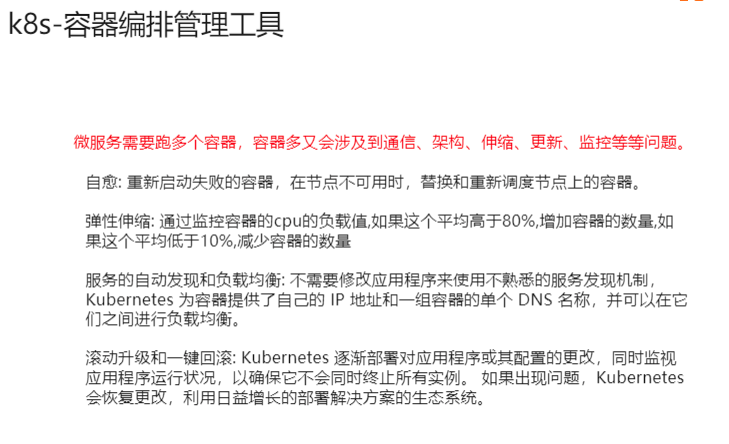 k8s-容器编排管理工具
微服务需要跑多个容器，容器多又会涉及到通信、架构、伸缩、更新、监控等等问题。
自愈: 重新启动失败的容器，在节点不可用时，替换和重新调度节点上的容器。
弹性伸缩: 通过监控容器的cpu的负载值,如果这个平均高于80%,增加容器的数量,如
果这个平均低于10%,减少容器的数量
服务的自动发现和负载均衡: 不需要修改应用程序来使用不熟悉的服务发现机制，
Kubernetes 为容器提供了自己的 IP 地址和一组容器的单个 DNS 名称，并可以在它
们之间进行负载均衡。
滚动升级和一键回滚: Kubernetes 逐渐部署对应用程序或其配置的更改，同时监视
应用程序运行状况，以确保它不会同时终止所有实例。 如果出现问题，Kubernetes
会恢复更改，利用日益增长的部署解决方案的生态系统。